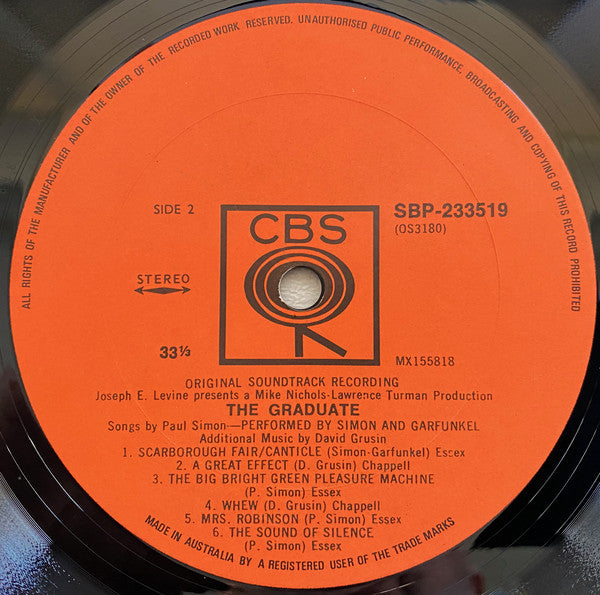 ALL RIGHTS OF THE MANUFACTURER AND OF THE OWNER OF THE RECORDED WORK RESERVED. UNAUTHORISED PUBLIC PERFORMANCE, BROADCASTING AND COPYING OF THIS RECORD PROHIBITED
SIDE 2
CBS
SBP-233519
(OS3180)
STEREO
33⅓
MX155818
ORIGINAL SOUNDTRACK RECORDING
Joseph E. Levine presents a Mike Nichols-Lawrence Turman Production
THE GRADUATE
Songs by Paul Simon—PERFORMED BY SIMON AND GARFUNKEL
Additional Music by David Grusin
1. SCARBOROUGH FAIR/CANTICLE (Simon-Garfunkel) Essex
2. A GREAT EFFECT (D. Grusin) Chappell
3. THE BIG BRIGHT GREEN PLEASURE MACHINE
(P. Simon) Essex
4. WHEW (D. Grusin) Chappell
5. MRS. ROBINSON (P. Simon) Essex
6. THE SOUND OF SILENCE
(P. Simon) Essex
MADE IN AUSTRALIA BY A REGISTERED USER OF THE TRADE MARKS